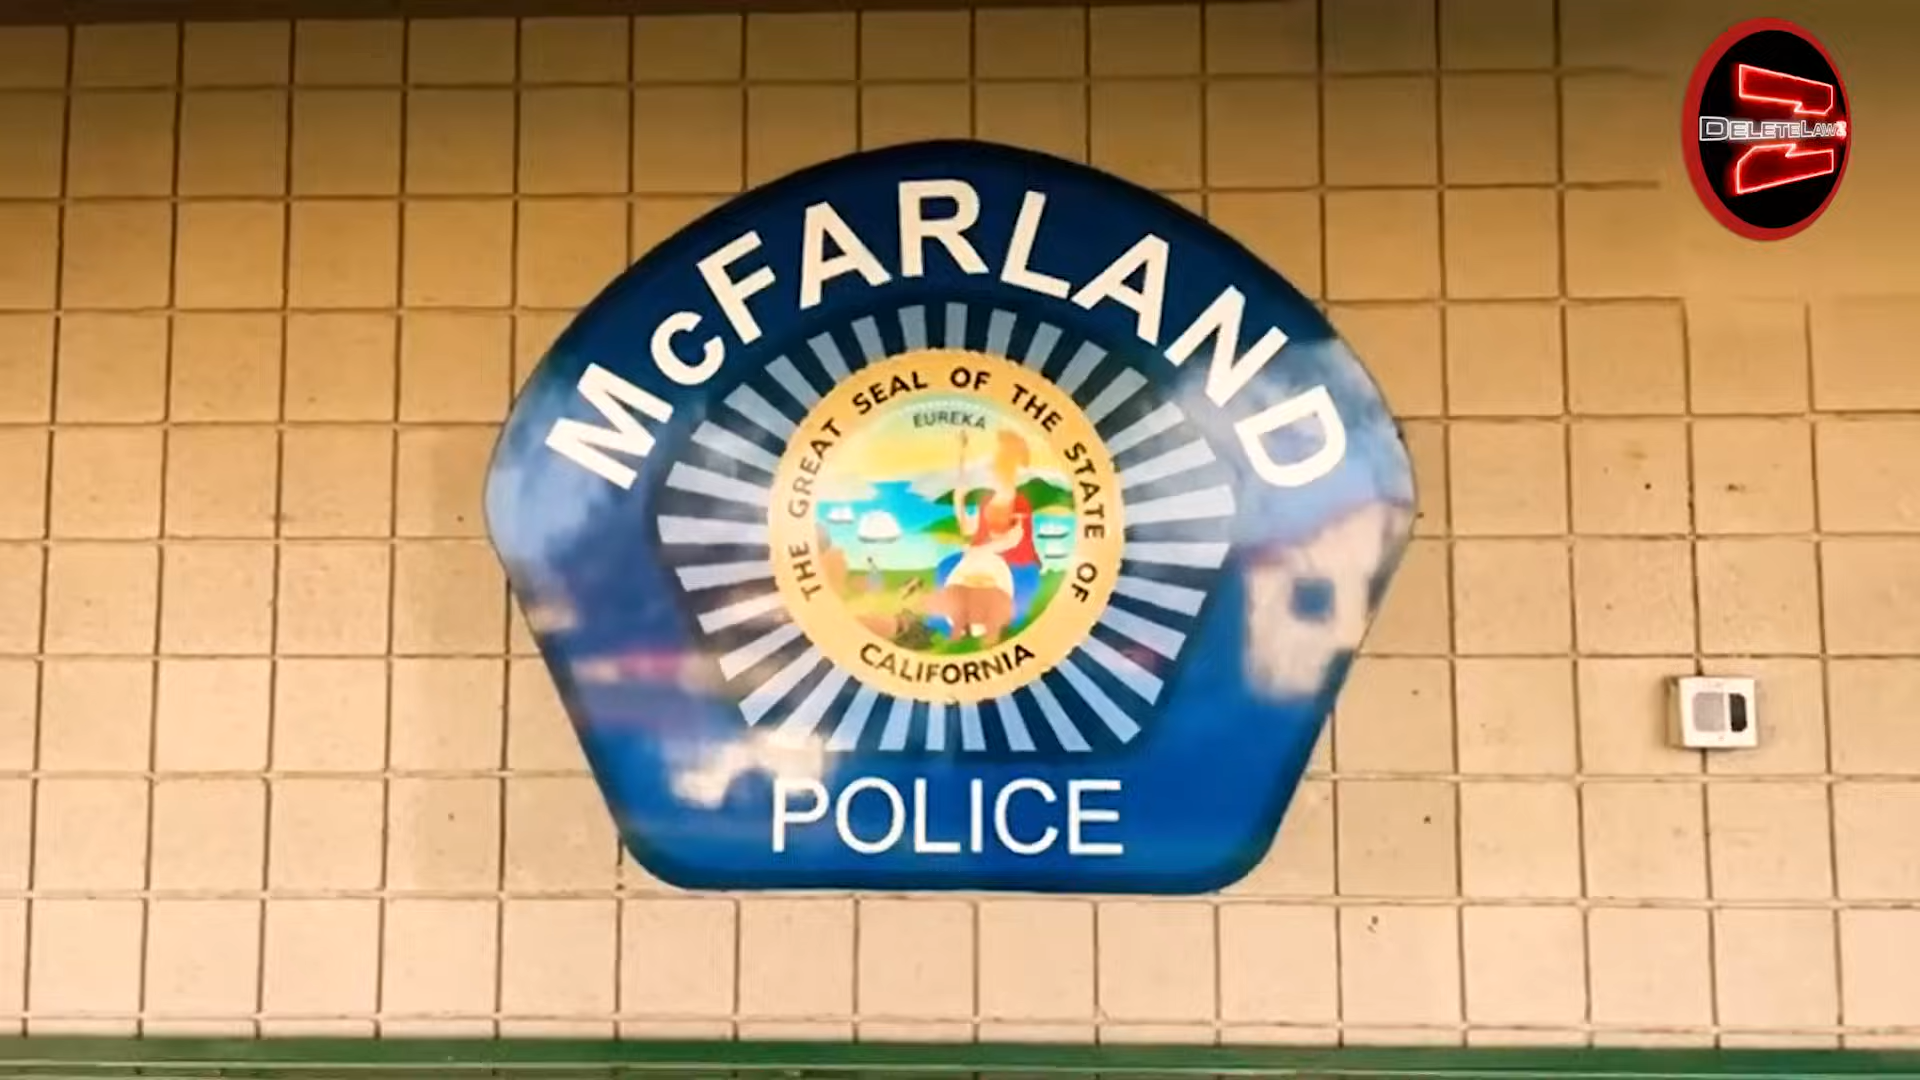 McFARLAND
THE GREAT SEAL OF THE STATE OF CALIFORNIA
EUREKA
POLICE
DELETELAWZ